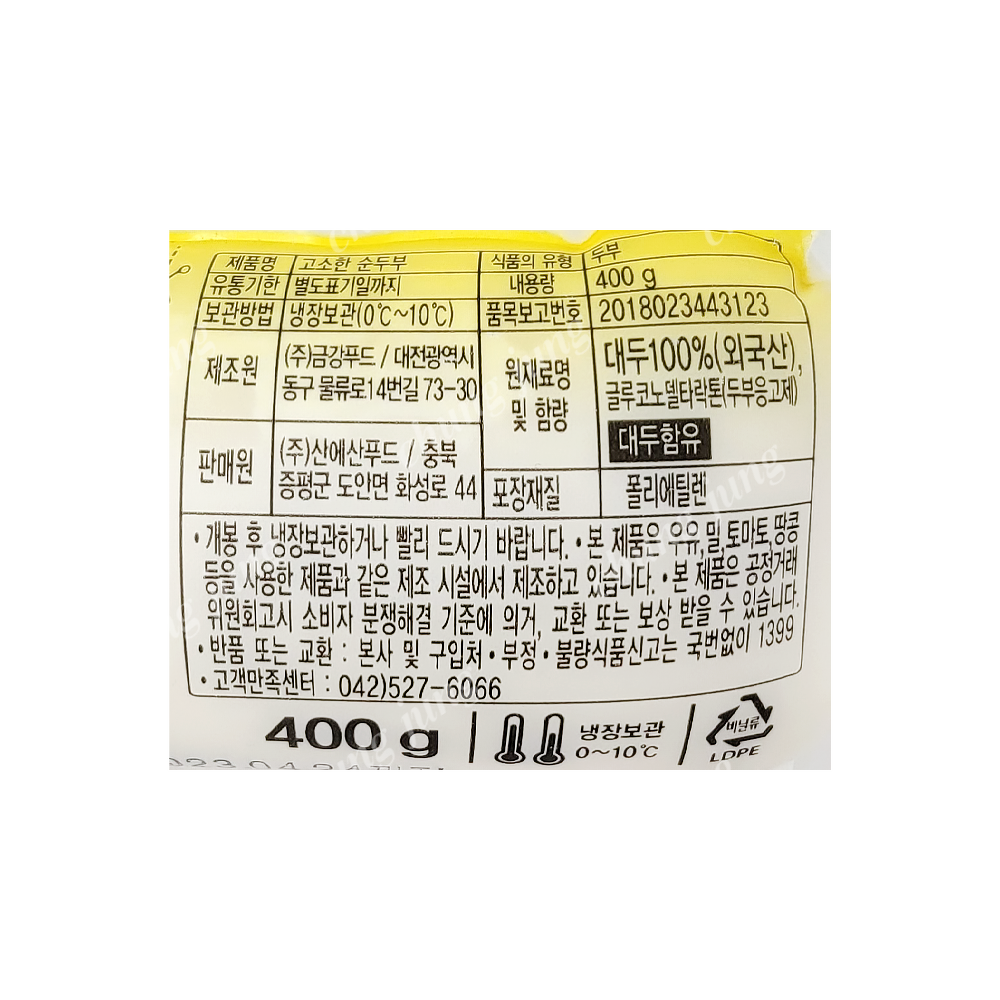 제품명 고소한 순두부 식품의 유형 두부
유통기한 별도표기일까지 내용량 400 g
보관방법 냉장보관(0℃~10℃) 품목보고번호 2018023443123
제조원 (주)금강푸드 / 대전광역시
동구 물류로14번길 73-30
원재료명
및 함량
대두100%(외국산),
글루코노델타락톤(두부응고제)
대두함유
판매원 (주)산에산푸드 / 충북
증평군 도안면 화성로 44
포장재질 폴리에틸렌
• 개봉 후 냉장보관하거나 빨리 드시기 바랍니다. • 본 제품은 우유,밀,토마토,땅콩
등을 사용한 제품과 같은 제조 시설에서 제조하고 있습니다. • 본 제품은 공정거래
위원회고시 소비자 분쟁해결 기준에 의거, 교환 또는 보상 받을 수 있습니다.
• 반품 또는 교환 : 본사 및 구입처 • 부정 • 불량식품신고는 국번없이 1399
• 고객만족센터 : 042)527-6066
400 g 냉장보관
0~10℃
비닐류
LDPE